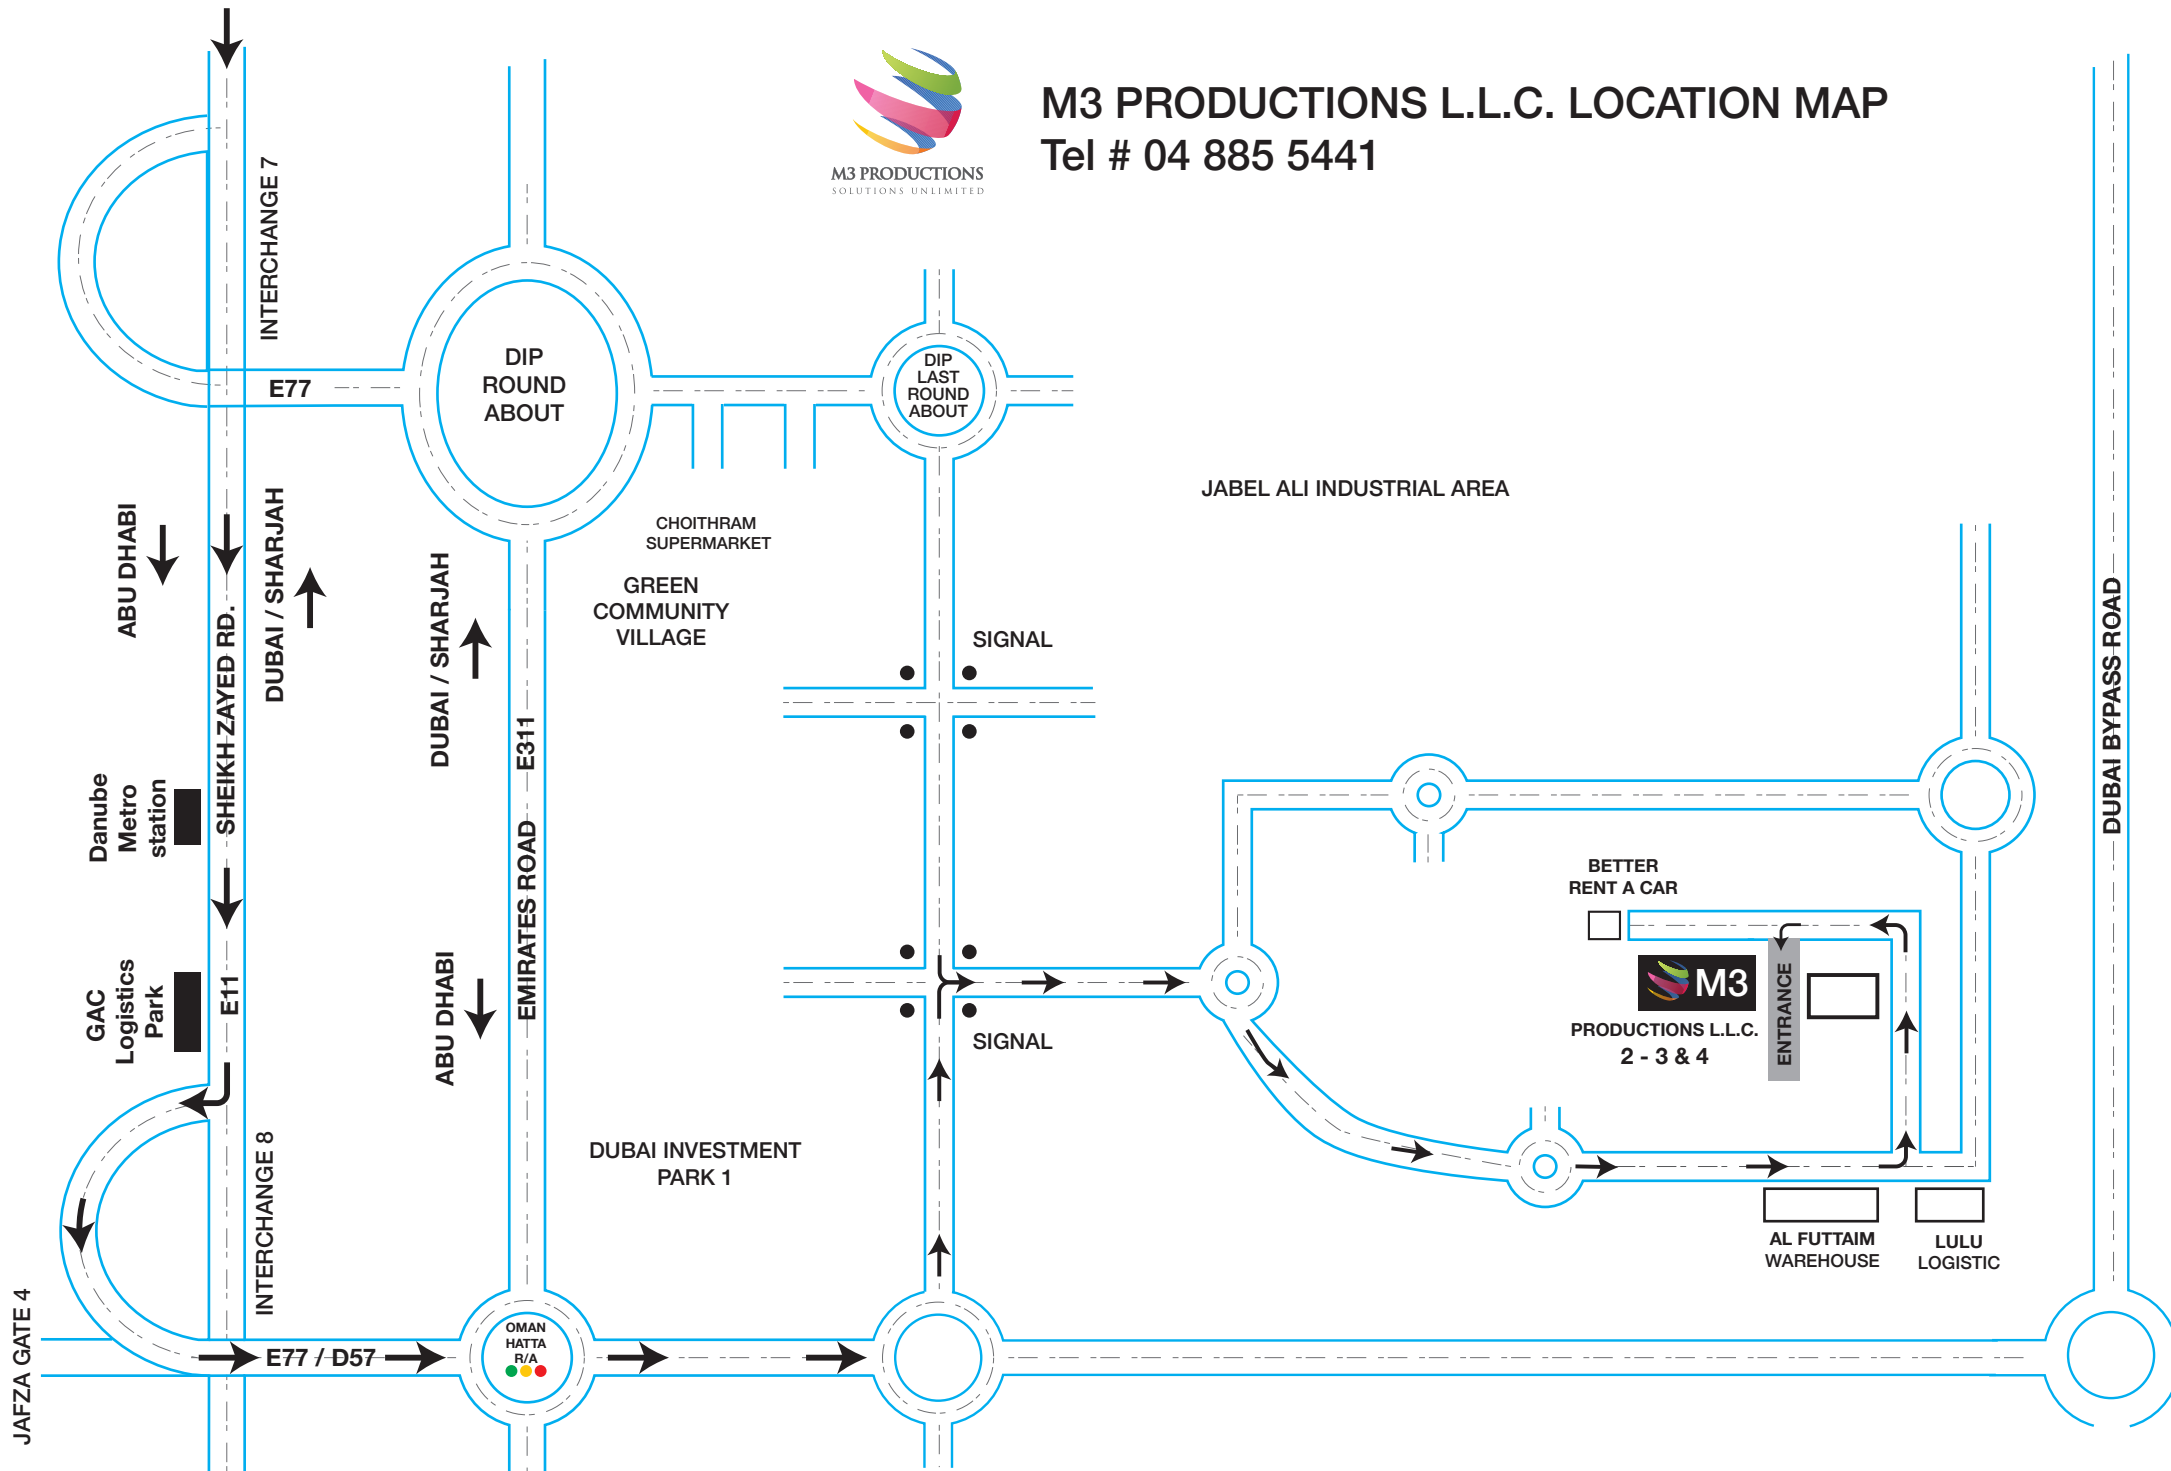 M3 PRODUCTIONS L.L.C. LOCATION MAP
Tel # 04 885 5441
M3 PRODUCTIONS
SOLUTIONS UNLIMITED
INTERCHANGE 7
E77
DIP
ROUND
ABOUT
DIP
LAST
ROUND
ABOUT
JABEL ALI INDUSTRIAL AREA
CHOITHRAM
SUPERMARKET
GREEN
COMMUNITY
VILLAGE
ABU DHABI
SHEIKH ZAYED RD.
DUBAI / SHARJAH
DUBAI / SHARJAH
EMIRATES ROAD
E311
SIGNAL
DUBAI BYPASS ROAD
Danube
Metro
station
GAC
Logistics
Park
E11
ABU DHABI
SIGNAL
BETTER
RENT A CAR
M3
PRODUCTIONS L.L.C.
2 - 3 & 4
ENTRANCE
DUBAI INVESTMENT
PARK 1
INTERCHANGE 8
AL FUTTAIM
WAREHOUSE
LULU
LOGISTIC
JAFZA GATE 4
E77 / D57
OMAN
HATTA
R/A